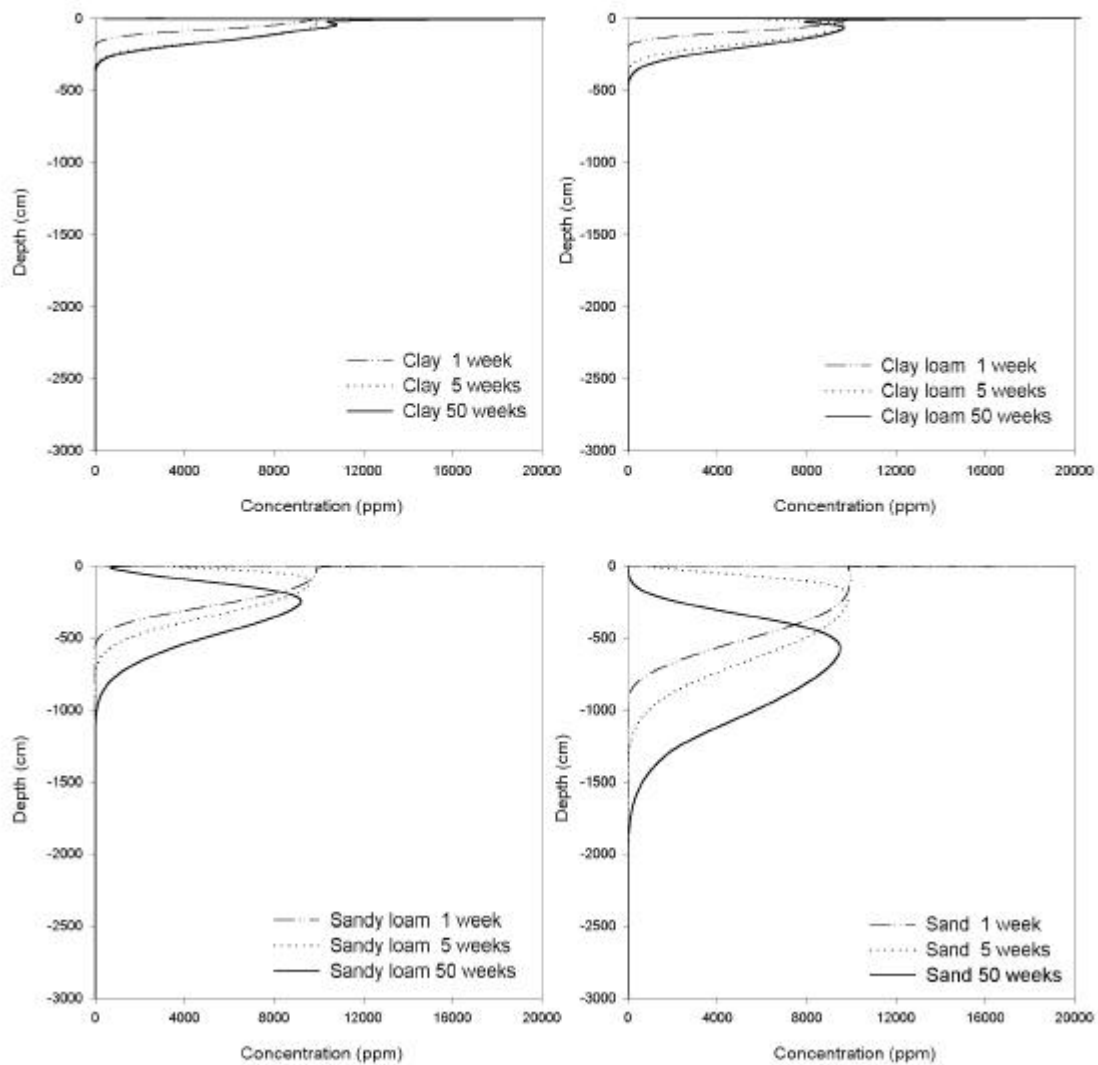 0
-500
-1000
-1500
-2000
-2500
-3000
Depth (cm)
Clay 1 week
Clay 5 weeks
Clay 50 weeks
0 4000 8000 12000 16000 20000
Concentration (ppm)
0
-500
-1000
-1500
-2000
-2500
-3000
Depth (cm)
Clay loam 1 week
Clay loam 5 weeks
Clay loam 50 weeks
0 4000 8000 12000 16000 20000
Concentration (ppm)
0
-500
-1000
-1500
-2000
-2500
-3000
Depth (cm)
Sandy loam 1 week
Sandy loam 5 weeks
Sandy loam 50 weeks
0 4000 8000 12000 16000 20000
Concentration (ppm)
0
-500
-1000
-1500
-2000
-2500
-3000
Depth (cm)
Sand 1 week
Sand 5 weeks
Sand 50 weeks
0 4000 8000 12000 16000 20000
Concentration (ppm)